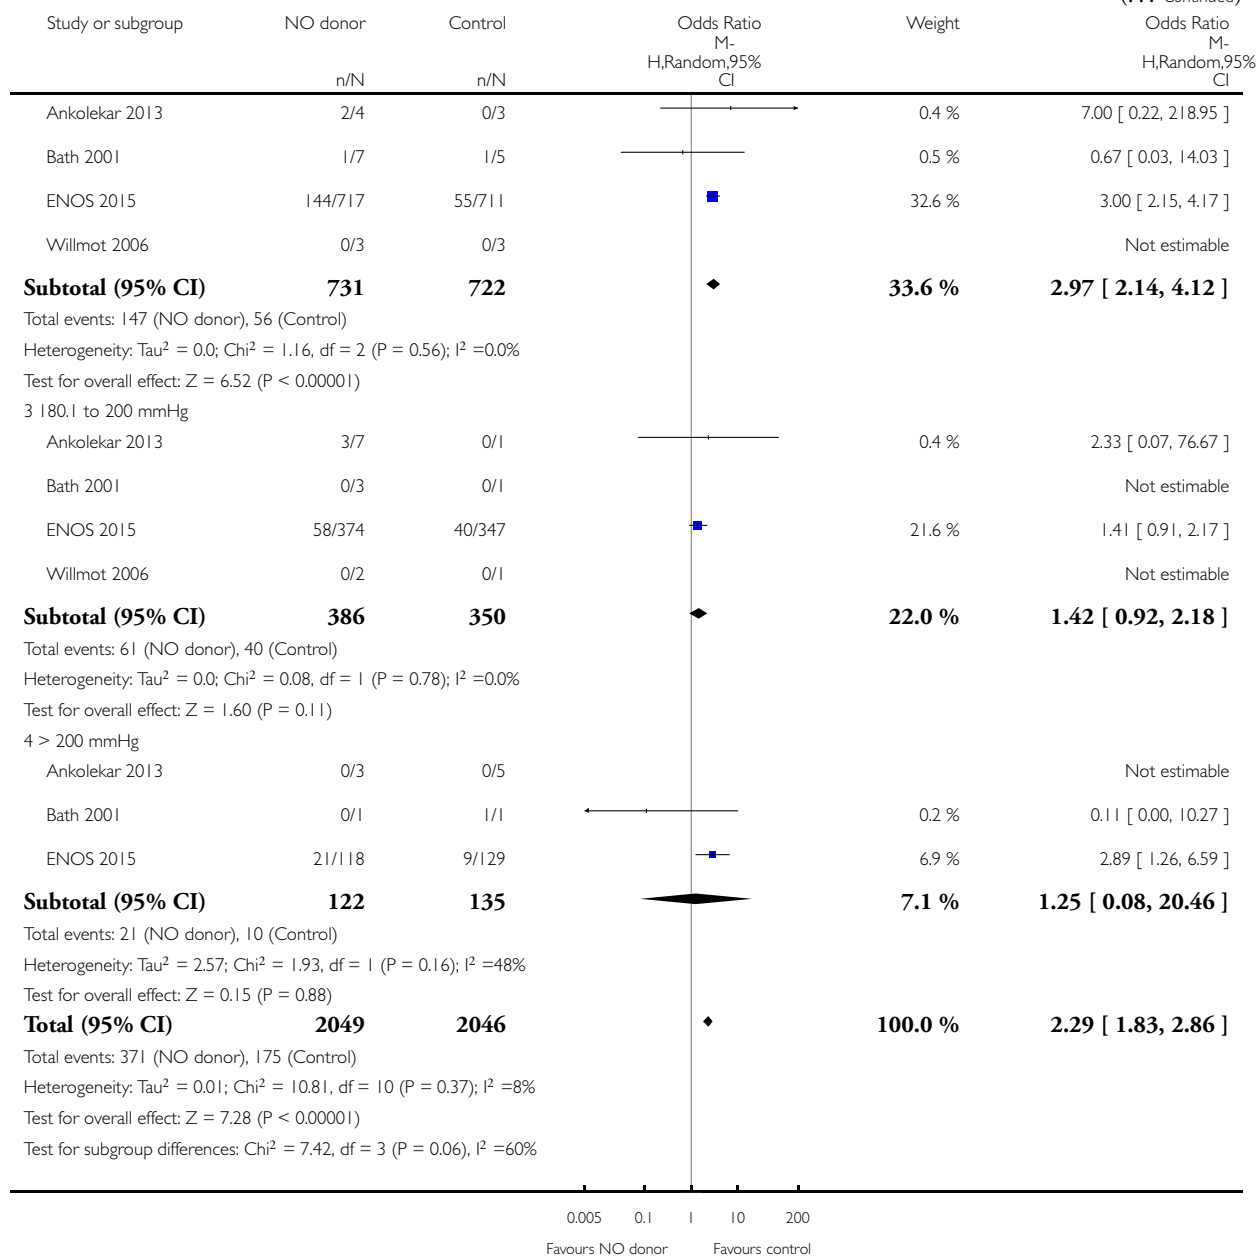 Continued)
Study or subgroup NO donor Control Odds Ratio Weight Odds Ratio
M-
H,Random,95%
CI
M-
H,Random,95%
CI
n/N n/N
Ankolekar 2013 2/4 0/3 0.4 % 7.00 [ 0.22, 218.95 ]
Bath 2001 1/7 1/5 0.5 % 0.67 [ 0.03, 14.03 ]
ENOS 2015 144/717 55/711 32.6 % 3.00 [ 2.15, 4.17 ]
Willmot 2006 0/3 0/3 Not estimable
Subtotal (95% CI) 731 722 33.6 % 2.97 [ 2.14, 4.12 ]
Total events: 147 (NO donor), 56 (Control)
Heterogeneity: Tau² = 0.0; Chi² = 1.16, df = 2 (P = 0.56); I² =0.0%
Test for overall effect: Z = 6.52 (P < 0.00001)
3 180.1 to 200 mmHg
Ankolekar 2013 3/7 0/1 0.4 % 2.33 [ 0.07, 76.67 ]
Bath 2001 0/3 0/1 Not estimable
ENOS 2015 58/374 40/347 21.6 % 1.41 [ 0.91, 2.17 ]
Willmot 2006 0/2 0/1 Not estimable
Subtotal (95% CI) 386 350 22.0 % 1.42 [ 0.92, 2.18 ]
Total events: 61 (NO donor), 40 (Control)
Heterogeneity: Tau² = 0.0; Chi² = 0.08, df = 1 (P = 0.78); I² =0.0%
Test for overall effect: Z = 1.60 (P = 0.11)
4 > 200 mmHg
Ankolekar 2013 0/3 0/5 Not estimable
Bath 2001 0/1 1/1 0.2 % 0.11 [ 0.00, 10.27 ]
ENOS 2015 21/118 9/129 6.9 % 2.89 [ 1.26, 6.59 ]
Subtotal (95% CI) 122 135 7.1 % 1.25 [ 0.08, 20.46 ]
Total events: 21 (NO donor), 10 (Control)
Heterogeneity: Tau² = 2.57; Chi² = 1.93, df = 1 (P = 0.16); I² =48%
Test for overall effect: Z = 0.15 (P = 0.88)
Total (95% CI) 2049 2046 100.0 % 2.29 [ 1.83, 2.86 ]
Total events: 371 (NO donor), 175 (Control)
Heterogeneity: Tau² = 0.01; Chi² = 10.81, df = 10 (P = 0.37); I² =8%
Test for overall effect: Z = 7.28 (P < 0.00001)
Test for subgroup differences: Chi² = 7.42, df = 3 (P = 0.06), I² =60%
0.005 0.1 1 10 200
Favours NO donor Favours control